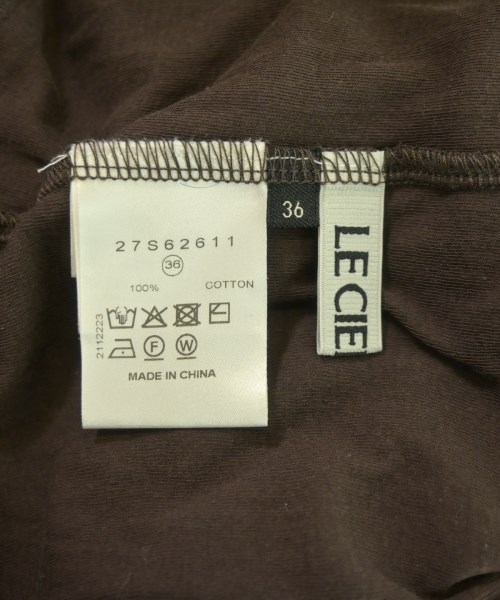 27S62611
36
100% COTTON
F W
2112223
MADE IN CHINA
36
LE CIE